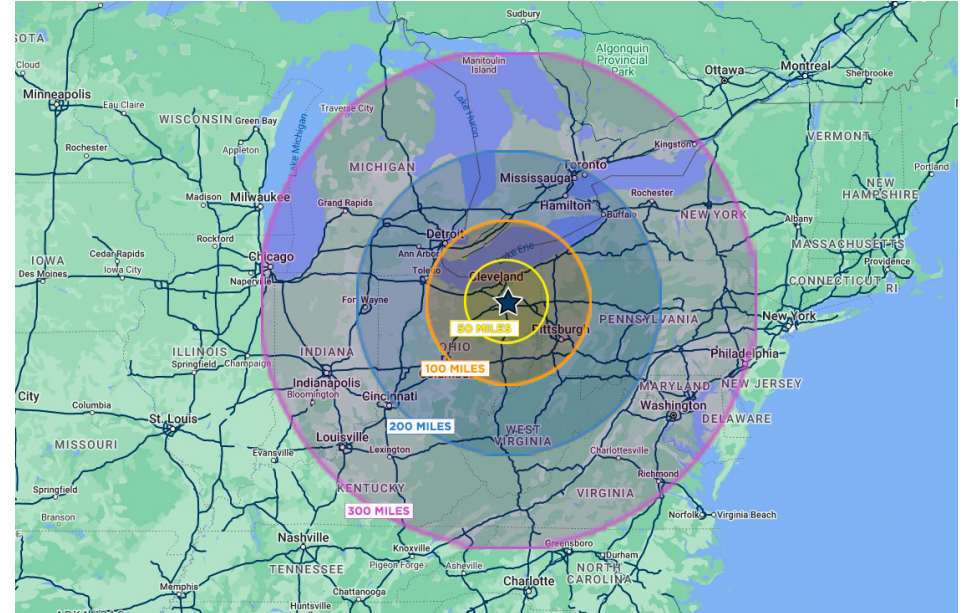 Sudbury
SOTA
Manitoulin
Island
Algonquin
Provincial
Park
Cloud
Ottawa
Montreal
Sherbrooke
Minneapolis
Eau Claire
Traverse City
Lake Huron
WISCONSIN
Green Bay
Appleton
Lake Michigan
VERMONT
Rochester
Kingston
Portland
MICHIGAN
Toronto
Mississauga
NEW
HAMPSHIRE
Madison
Milwaukee
Grand Rapids
Hamilton
Rochester
Buffalo
NEW YORK
Albany
Rockford
Detroit
MASSACHUSETTS
Ann Arbor
Lake Erie
IOWA
Cedar Rapids
Iowa City
Chicago
Toledo
Providence
Des Moines
Naperville
Cleveland
CONNECTICUT
RI
Fort Wayne
50 MILES
Pittsburgh
PENNSYLVANIA
New York
OHIO
ILLINOIS
INDIANA
Philadelphia
Springfield
Champaign
100 MILES
Indianapolis
Bloomington
MARYLAND
NEW JERSEY
City
Columbia
Cincinnati
Washington
St. Louis
200 MILES
DELAWARE
WEST
VIRGINIA
MISSOURI
Louisville
Evansville
Lexington
Charlottesville
Springfield
KENTUCKY
Richmond
VIRGINIA
Branson
300 MILES
Norfolk
Virginia Beach
Nashville
Knoxville
Greensboro
Durham
TENNESSEE
Pigeon Forge
Asheville
NORTH
CAROLINA
Memphis
Chattanooga
Charlotte
Huntsville